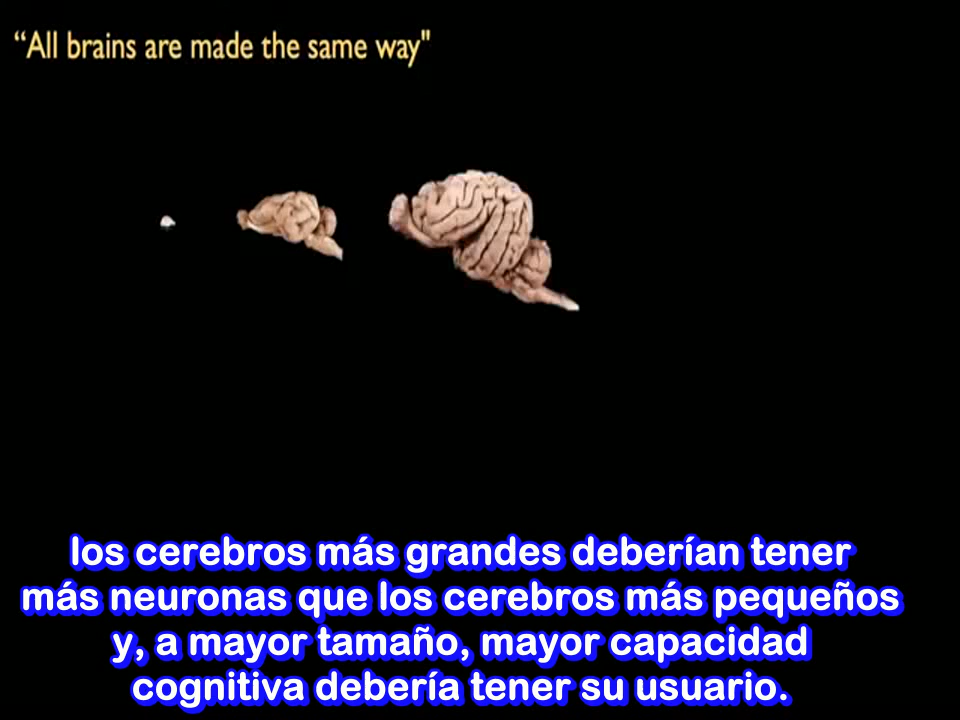 “All brains are made the same way"
los cerebros más grandes deberían tener
más neuronas que los cerebros más pequeños
y, a mayor tamaño, mayor capacidad
cognitiva debería tener su usuario.